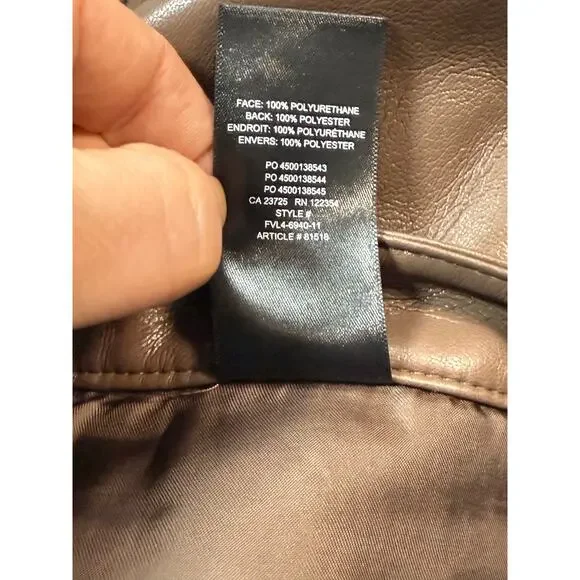 FACE: 100% POLYURETHANE
BACK: 100% POLYESTER
ENDROIT: 100% POLYURÉTHANE
ENVERS: 100% POLYESTER
PO 4500138543
PO 4500138544
PO 4500138545
CA 23725 RN 122354
STYLE #
FVL4-6940-11
ARTICLE # 81516